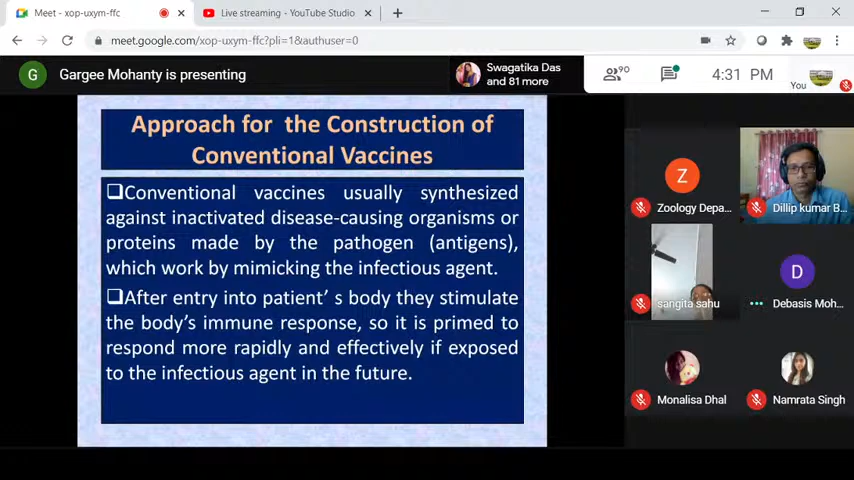 Meet - xop-uxym-ffc
Live streaming - YouTube Studio
meet.google.com/xop-uxym-ffc?pli=1&authuser=0
G
Gargee Mohanty is presenting
Swagatika Das
and 81 more
90
4:31 PM
You
Approach for the Construction of
Conventional Vaccines
❑Conventional vaccines usually synthesized
against inactivated disease-causing organisms or
proteins made by the pathogen (antigens),
which work by mimicking the infectious agent.
❑After entry into patient’ s body they stimulate
the body’s immune response, so it is primed to
respond more rapidly and effectively if exposed
to the infectious agent in the future.
Z
Zoology Depa...
Dillip kumar B...
sangita sahu
D
Debasis Moh...
Monalisa Dhal
Namrata Singh